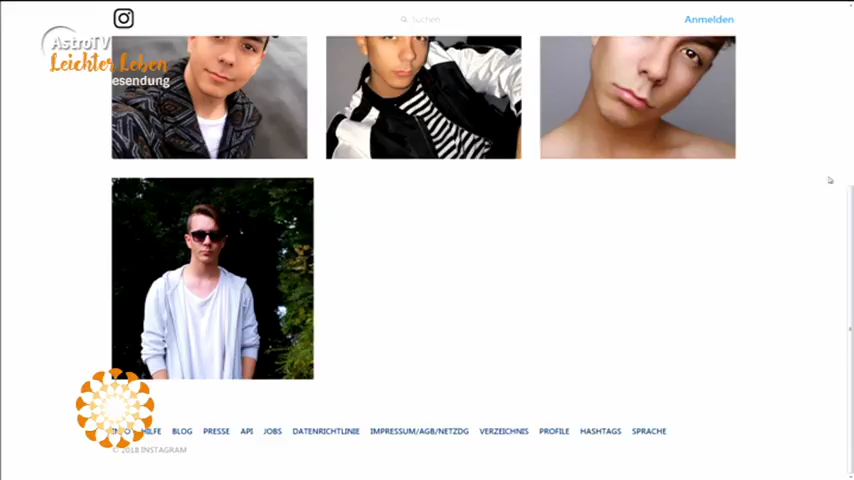 Suchen
Anmelden
AstroTV
Leichter Leben
esendung
INFO HILFE BLOG PRESSE API JOBS DATENRICHTLINIE IMPRESSUM/AGB/NETZDG VERZEICHNIS PROFILE HASHTAGS SPRACHE
© 2018 INSTAGRAM